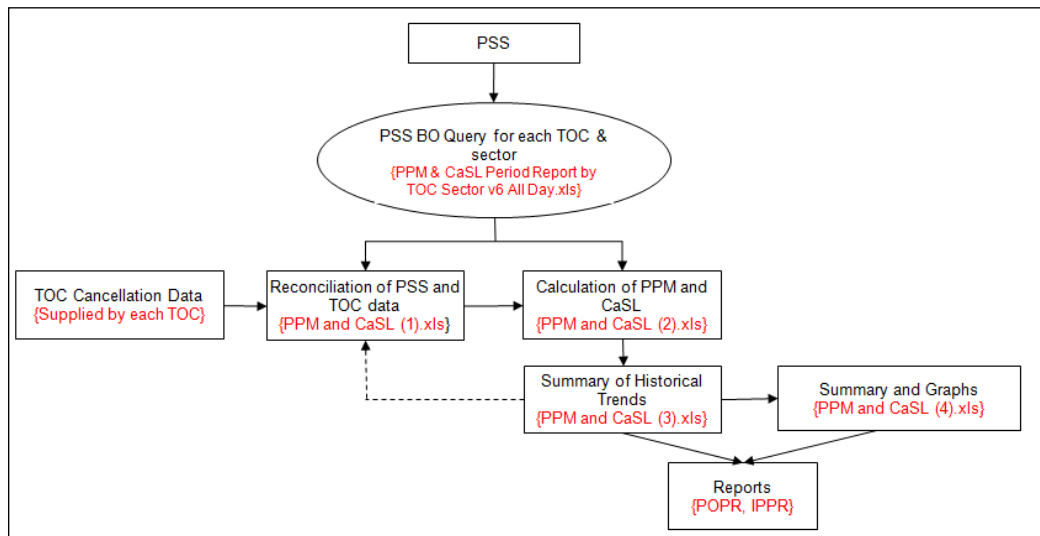 PSS
PSS BO Query for each TOC &
sector
{PPM & CaSL Period Report by
TOC Sector v6 All Day.xls}
TOC Cancellation Data
{Supplied by each TOC}
Reconciliation of PSS and
TOC data
{PPM and CaSL (1).xls}
Calculation of PPM and
CaSL
{PPM and CaSL (2).xls}
Summary of Historical
Trends
{PPM and CaSL (3).xls}
Summary and Graphs
{PPM and CaSL (4).xls}
Reports
{POPR, IPPR}